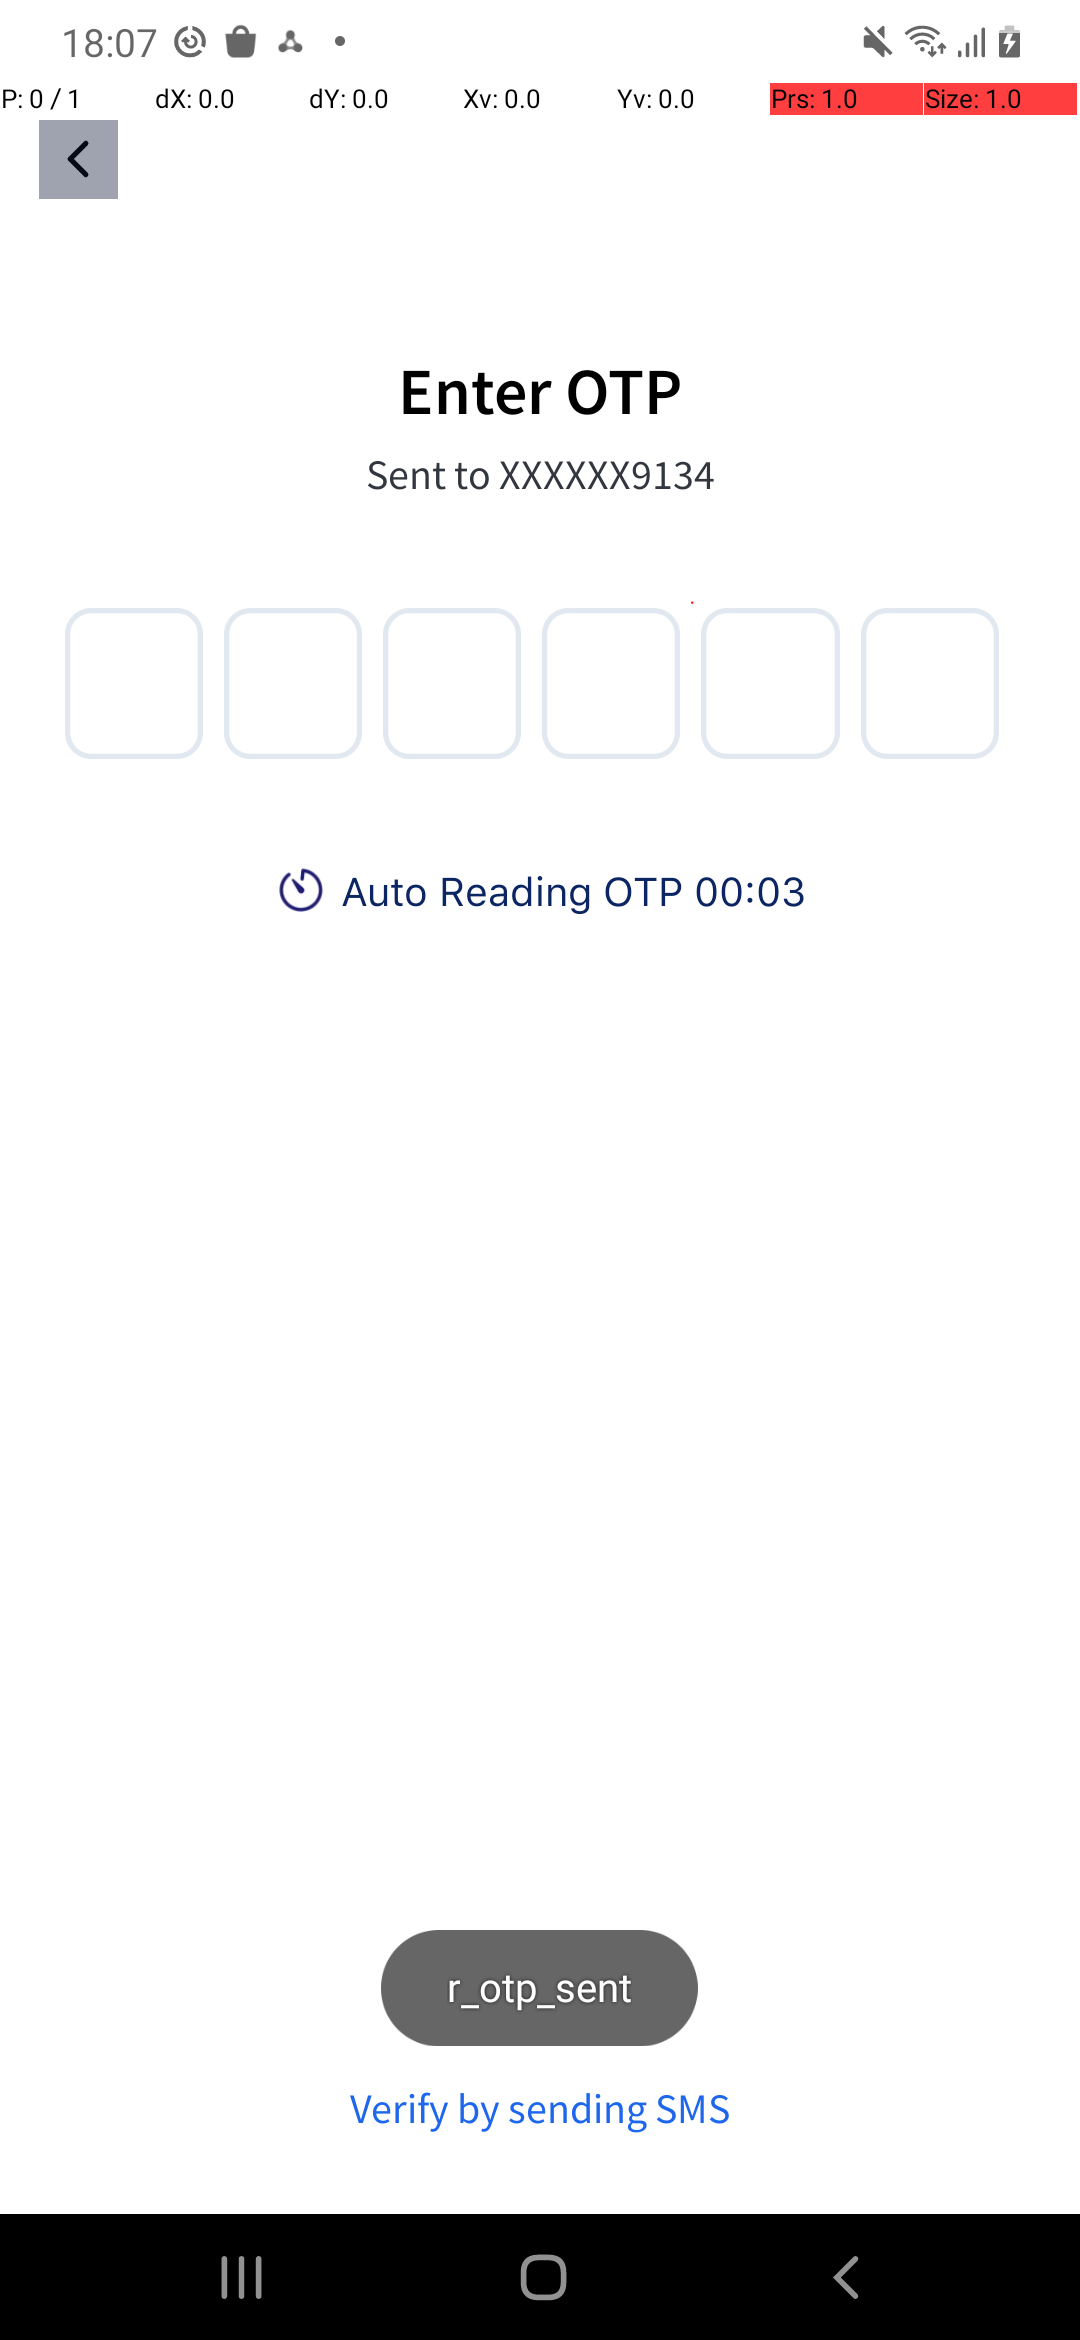 18:07
P: 0 / 1 dX: 0.0 dY: 0.0 Xv: 0.0 Yv: 0.0 Prs: 1.0 Size: 1.0
Enter OTP
Sent to XXXXXX9134
Auto Reading OTP 00:03
r_otp_sent
Verify by sending SMS